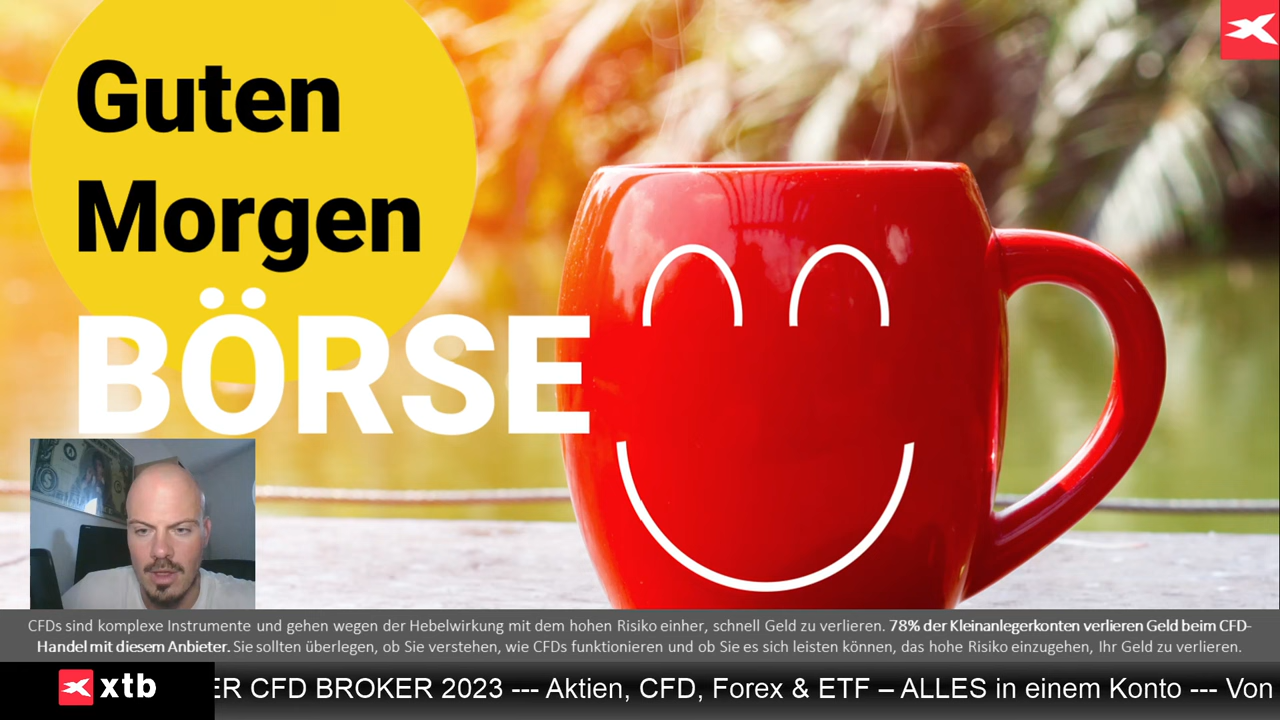 Guten
Morgen
BÖRSE
CFDs sind komplexe Instrumente und gehen wegen der Hebelwirkung mit dem hohen Risiko einher, schnell Geld zu verlieren. 78% der Kleinanlegerkonten verlieren Geld beim CFD-
Handel mit diesem Anbieter. Sie sollten überlegen, ob Sie verstehen, wie CFDs funktionieren und ob Sie es sich leisten können, das hohe Risiko einzugehen, Ihr Geld zu verlieren.
xtb ER CFD BROKER 2023 --- Aktien, CFD, Forex & ETF – ALLES in einem Konto --- Von